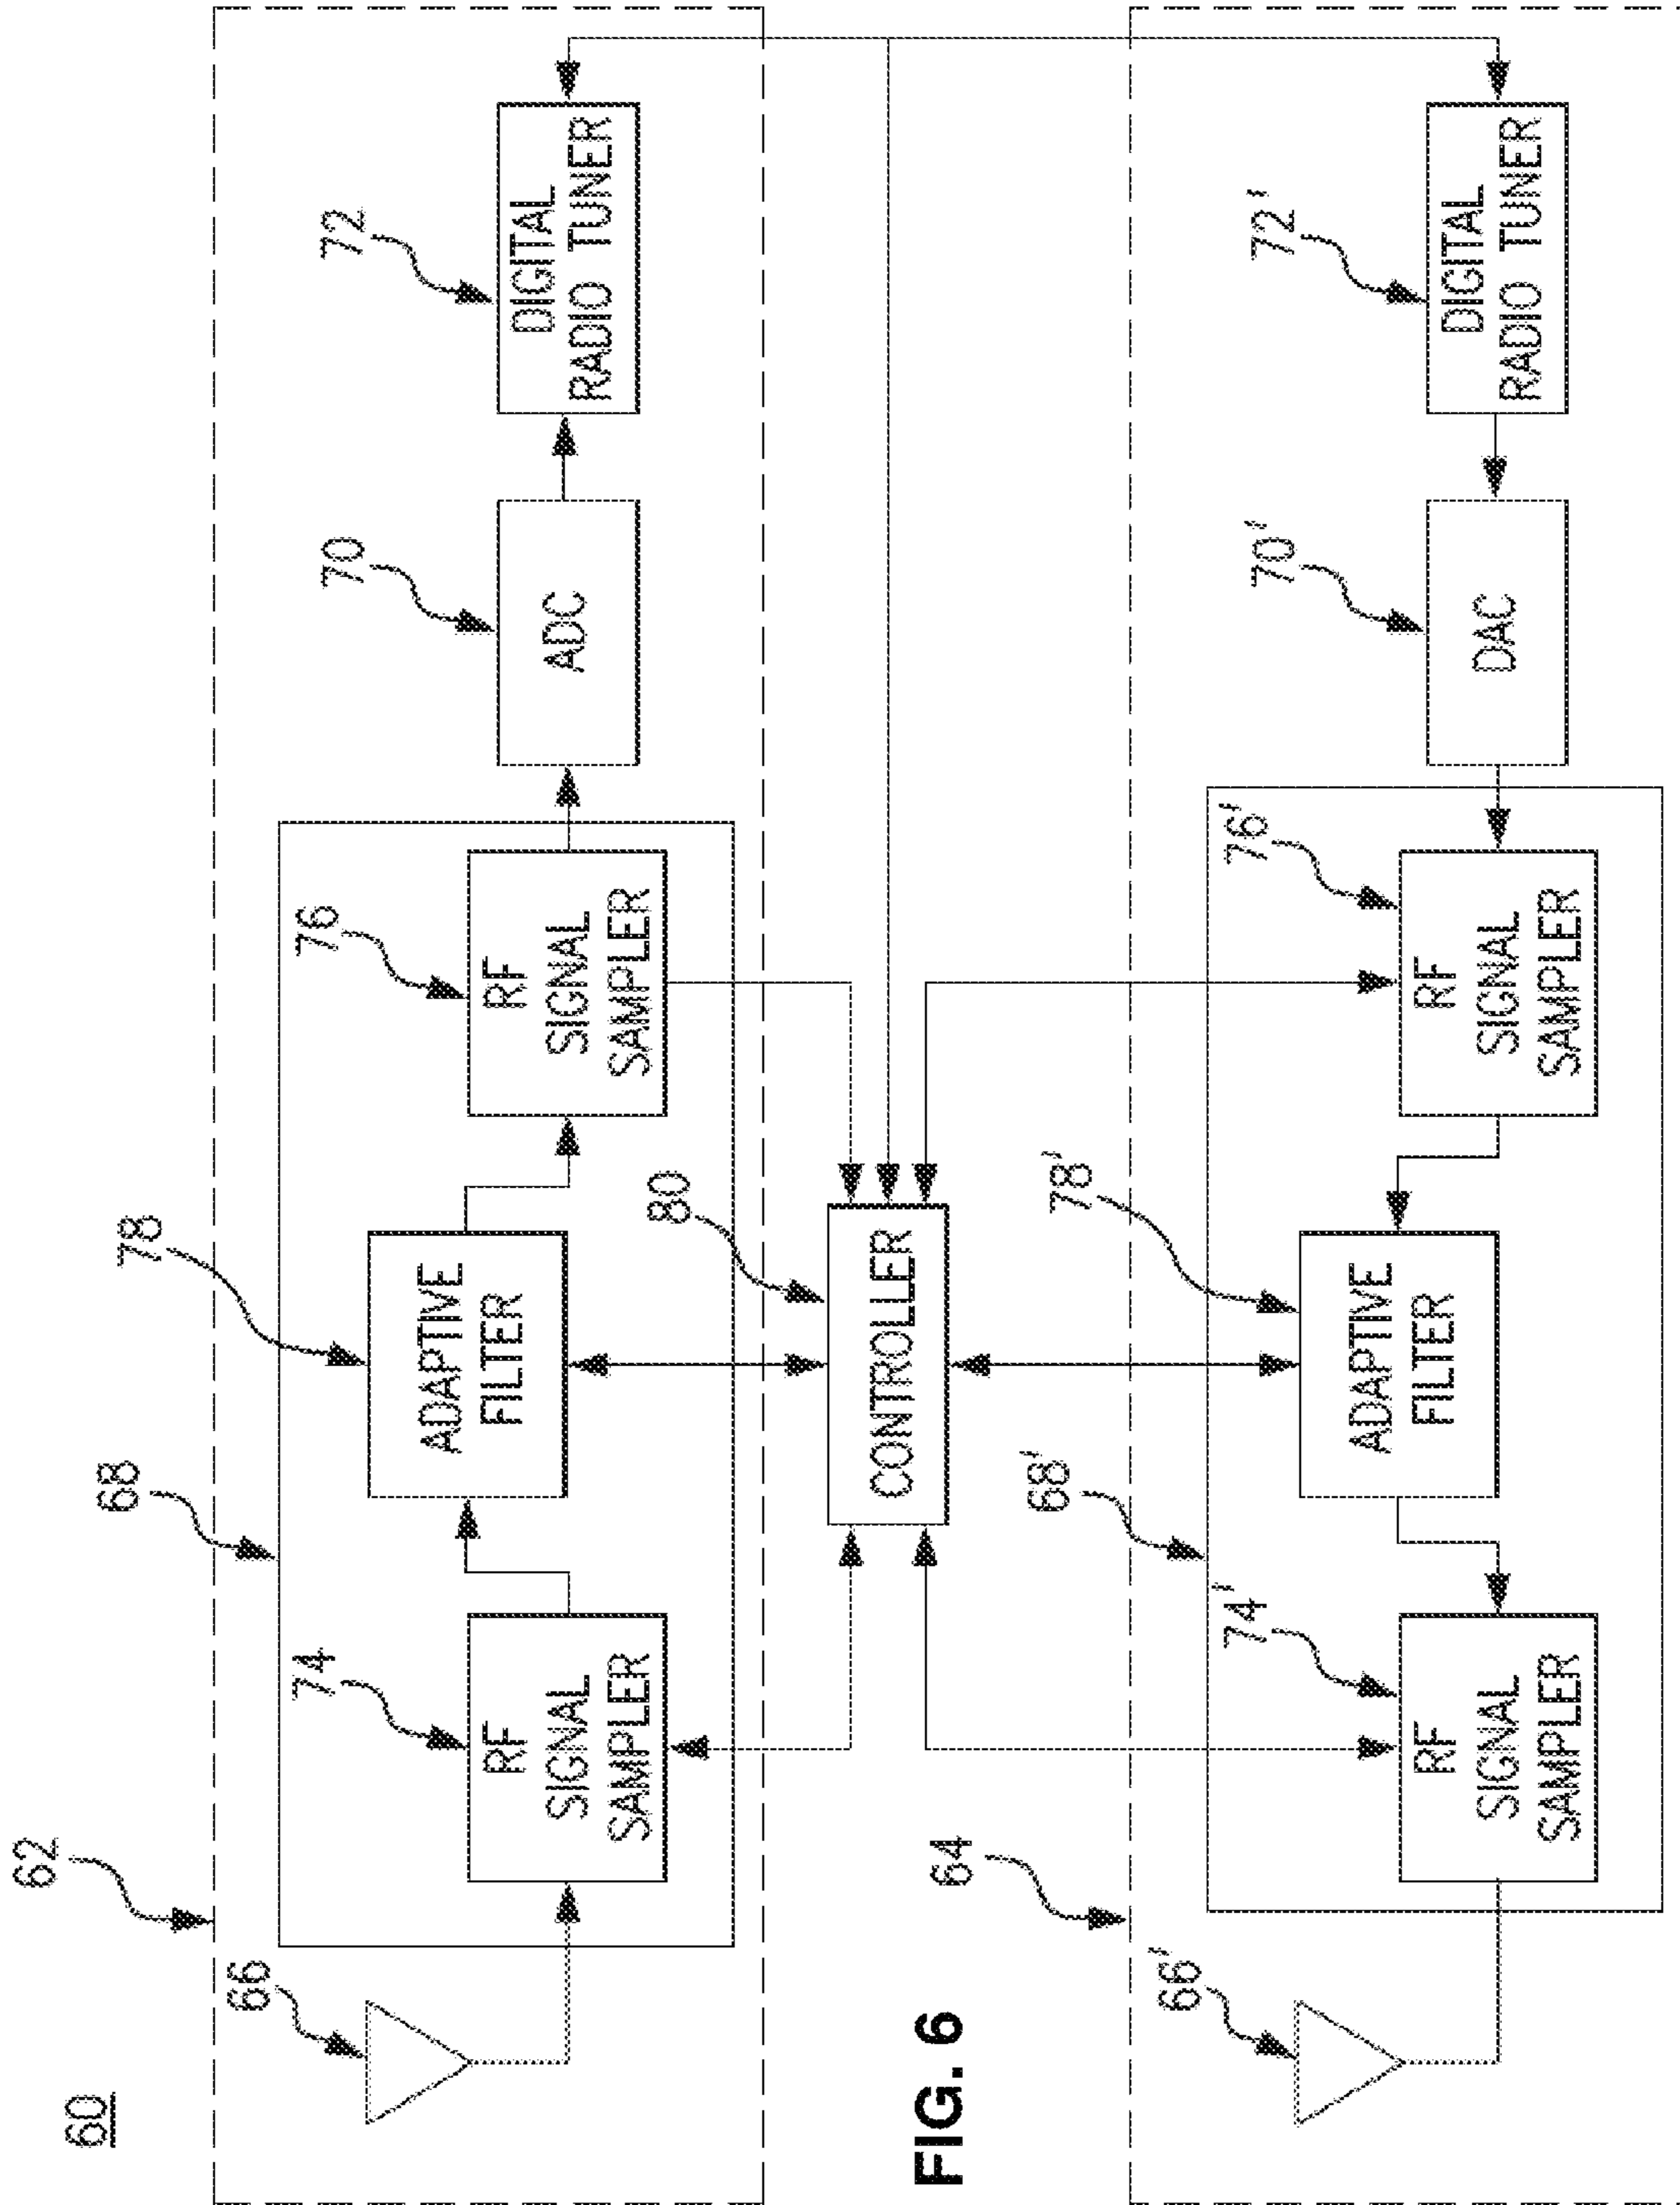 60
62
66
68
74
RF
SIGNAL
SAMPLER
78
ADAPTIVE
FILTER
76
RF
SIGNAL
SAMPLER
70
ADC
72
DIGITAL
RADIO TUNER
80
CONTROLLER
64
66'
68'
74'
RF
SIGNAL
SAMPLER
78'
ADAPTIVE
FILTER
76'
RF
SIGNAL
SAMPLER
70'
DAC
72'
DIGITAL
RADIO TUNER
FIG. 6